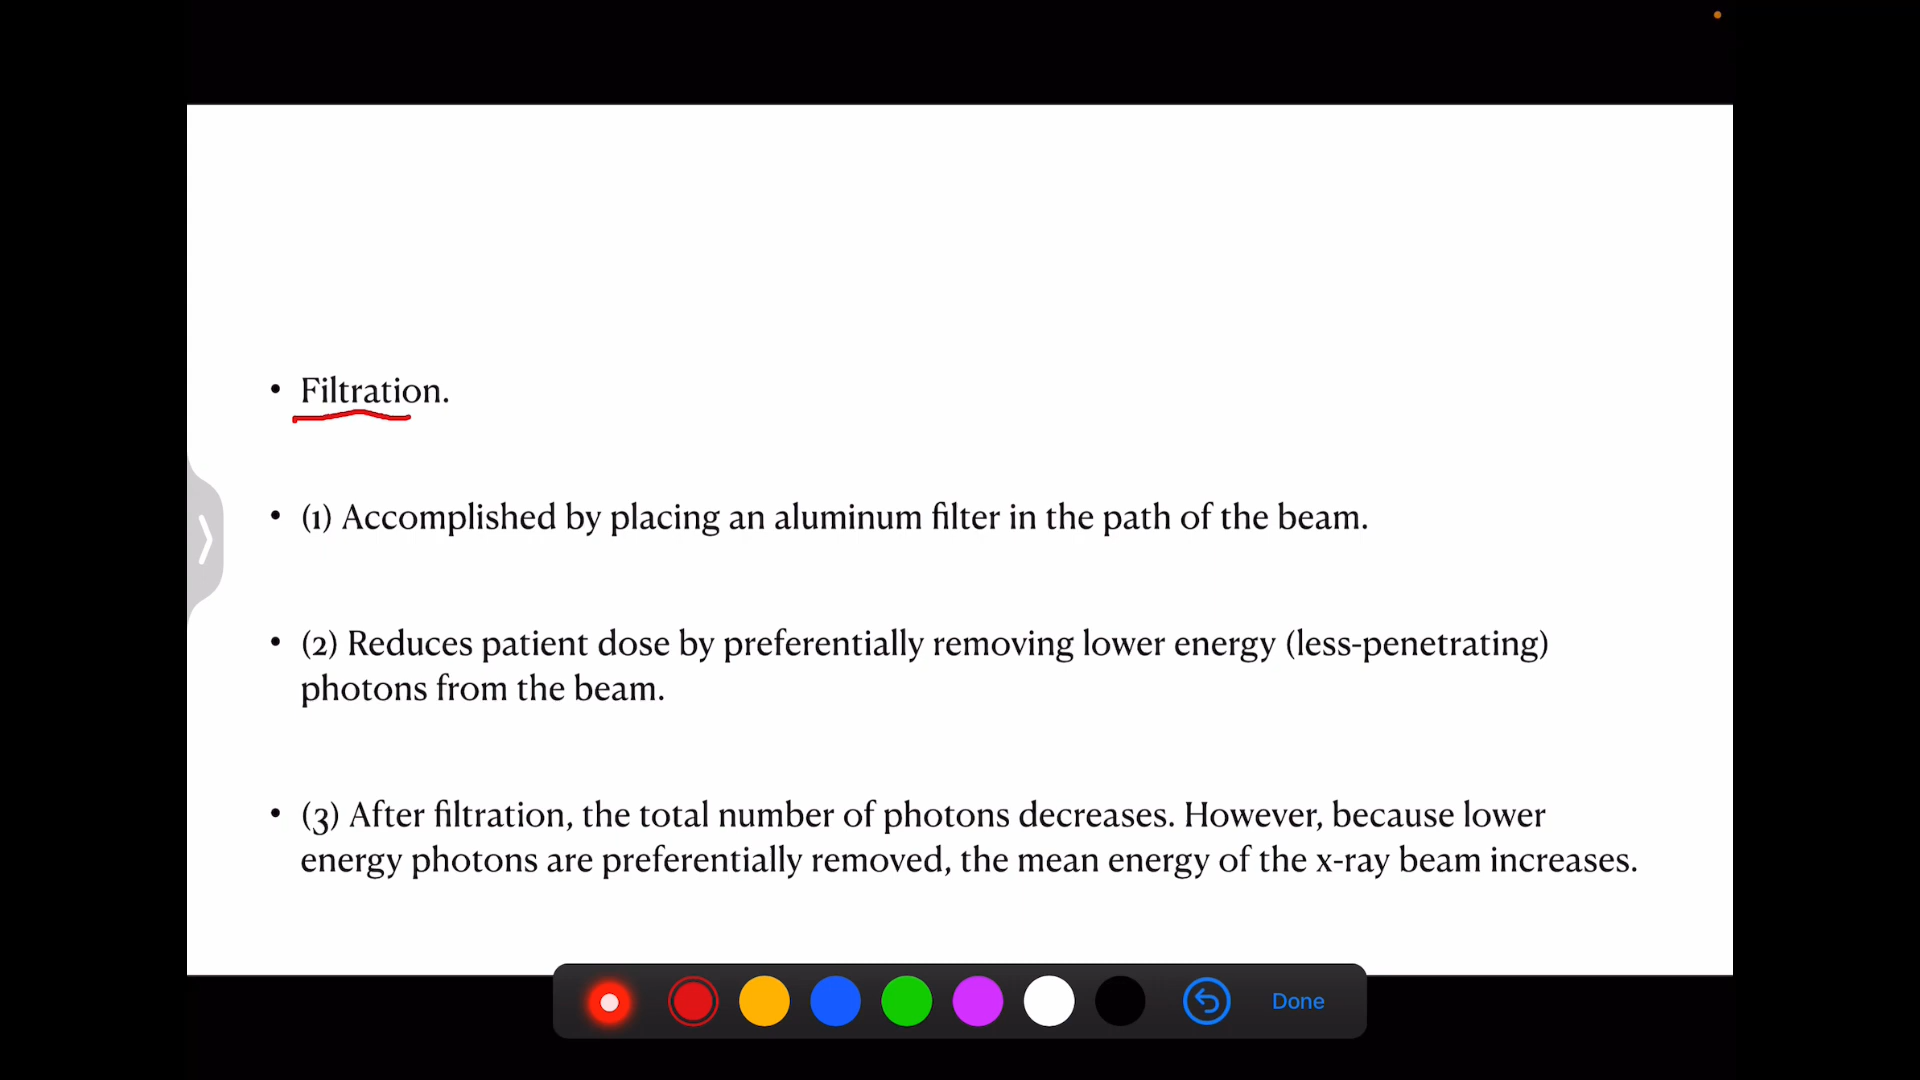 • Filtration.
• (1) Accomplished by placing an aluminum filter in the path of the beam.
• (2) Reduces patient dose by preferentially removing lower energy (less-penetrating)
photons from the beam.
• (3) After filtration, the total number of photons decreases. However, because lower
energy photons are preferentially removed, the mean energy of the x-ray beam increases.
Done